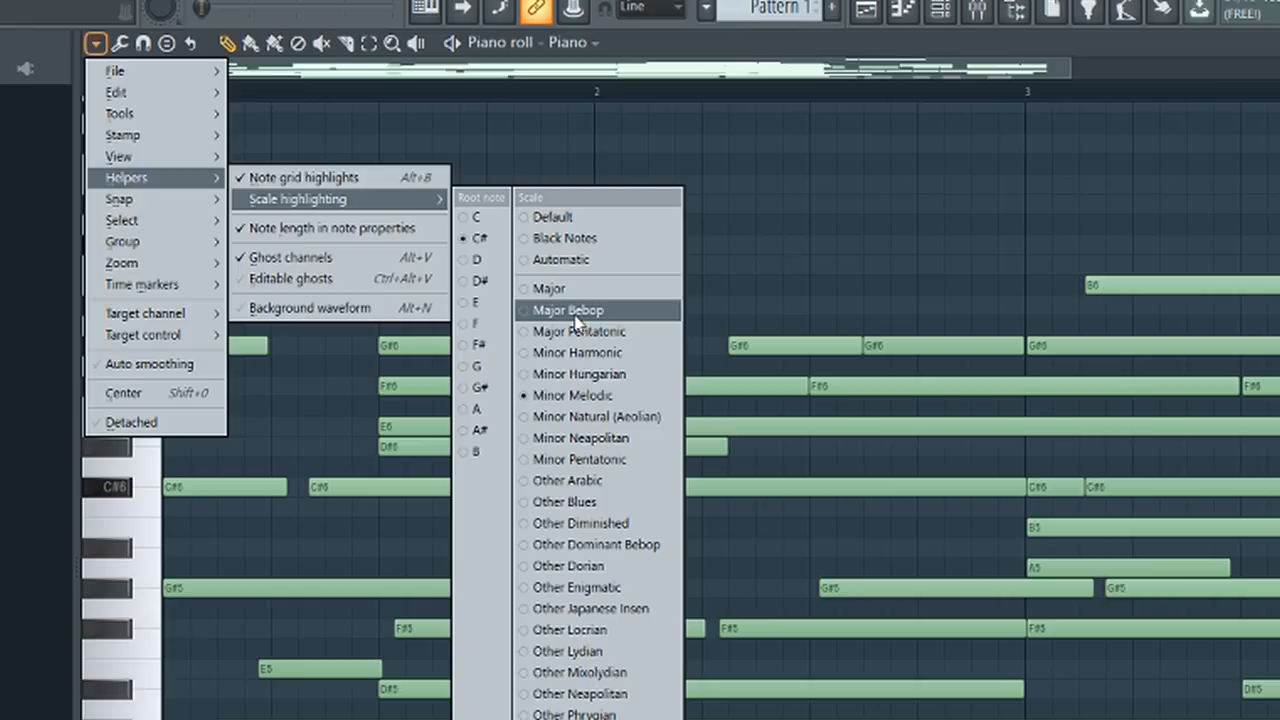 Line
Pattern 1
+
(FREE!)
Piano roll - Piano
2
3
File
Edit
Tools
Stamp
View
Helpers
Snap
Select
Group
Zoom
Time markers
Target channel
Target control
Auto smoothing
Center Shift+0
Detached
Note grid highlights Alt+B
Scale highlighting
Note length in note properties
Ghost channels Alt+V
Editable ghosts Ctrl+Alt+V
Background waveform Alt+N
Root note
C
C#
D
D#
E
F
F#
G
G#
A
A#
B
Scale
Default
Black Notes
Automatic
Major
Major Bebop
Major Pentatonic
Minor Harmonic
Minor Hungarian
Minor Melodic
Minor Natural (Aeolian)
Minor Neapolitan
Minor Pentatonic
Other Arabic
Other Blues
Other Diminished
Other Dominant Bebop
Other Dorian
Other Enigmatic
Other Japanese Insen
Other Locrian
Other Lydian
Other Mixolydian
Other Neapolitan
Other Phrygian
B6
G#6 G#6 G#6 G#6
F#6 F#6 F#6
E6
D#6
C#6 C#6 C#6 C#6 C#6
B5
A5
G#5 G#5 G#5
F#5 F#5 F#5
E5
D#5 D#5